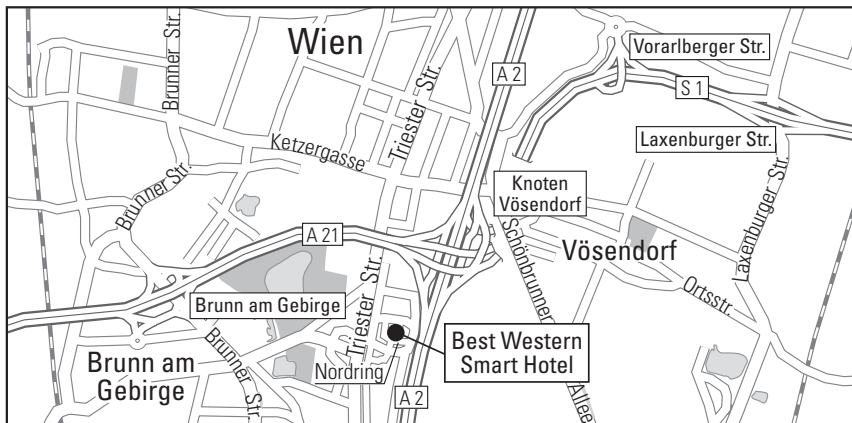 Wien
Vorarlberger Str.
A 2
S 1
Brunner Str.
Triester Str.
Laxenburger Str.
Ketzergasse
Knoten
Vösendorf
Brunner Str.
Laxenburger Str.
A 21
Schönbrunner
Vösendorf
Triester Str.
Ortsstr.
Brunn am Gebirge
Best Western
Smart Hotel
Brunn am
Gebirge
Brunner Str.
Nordring
Allee
A 2